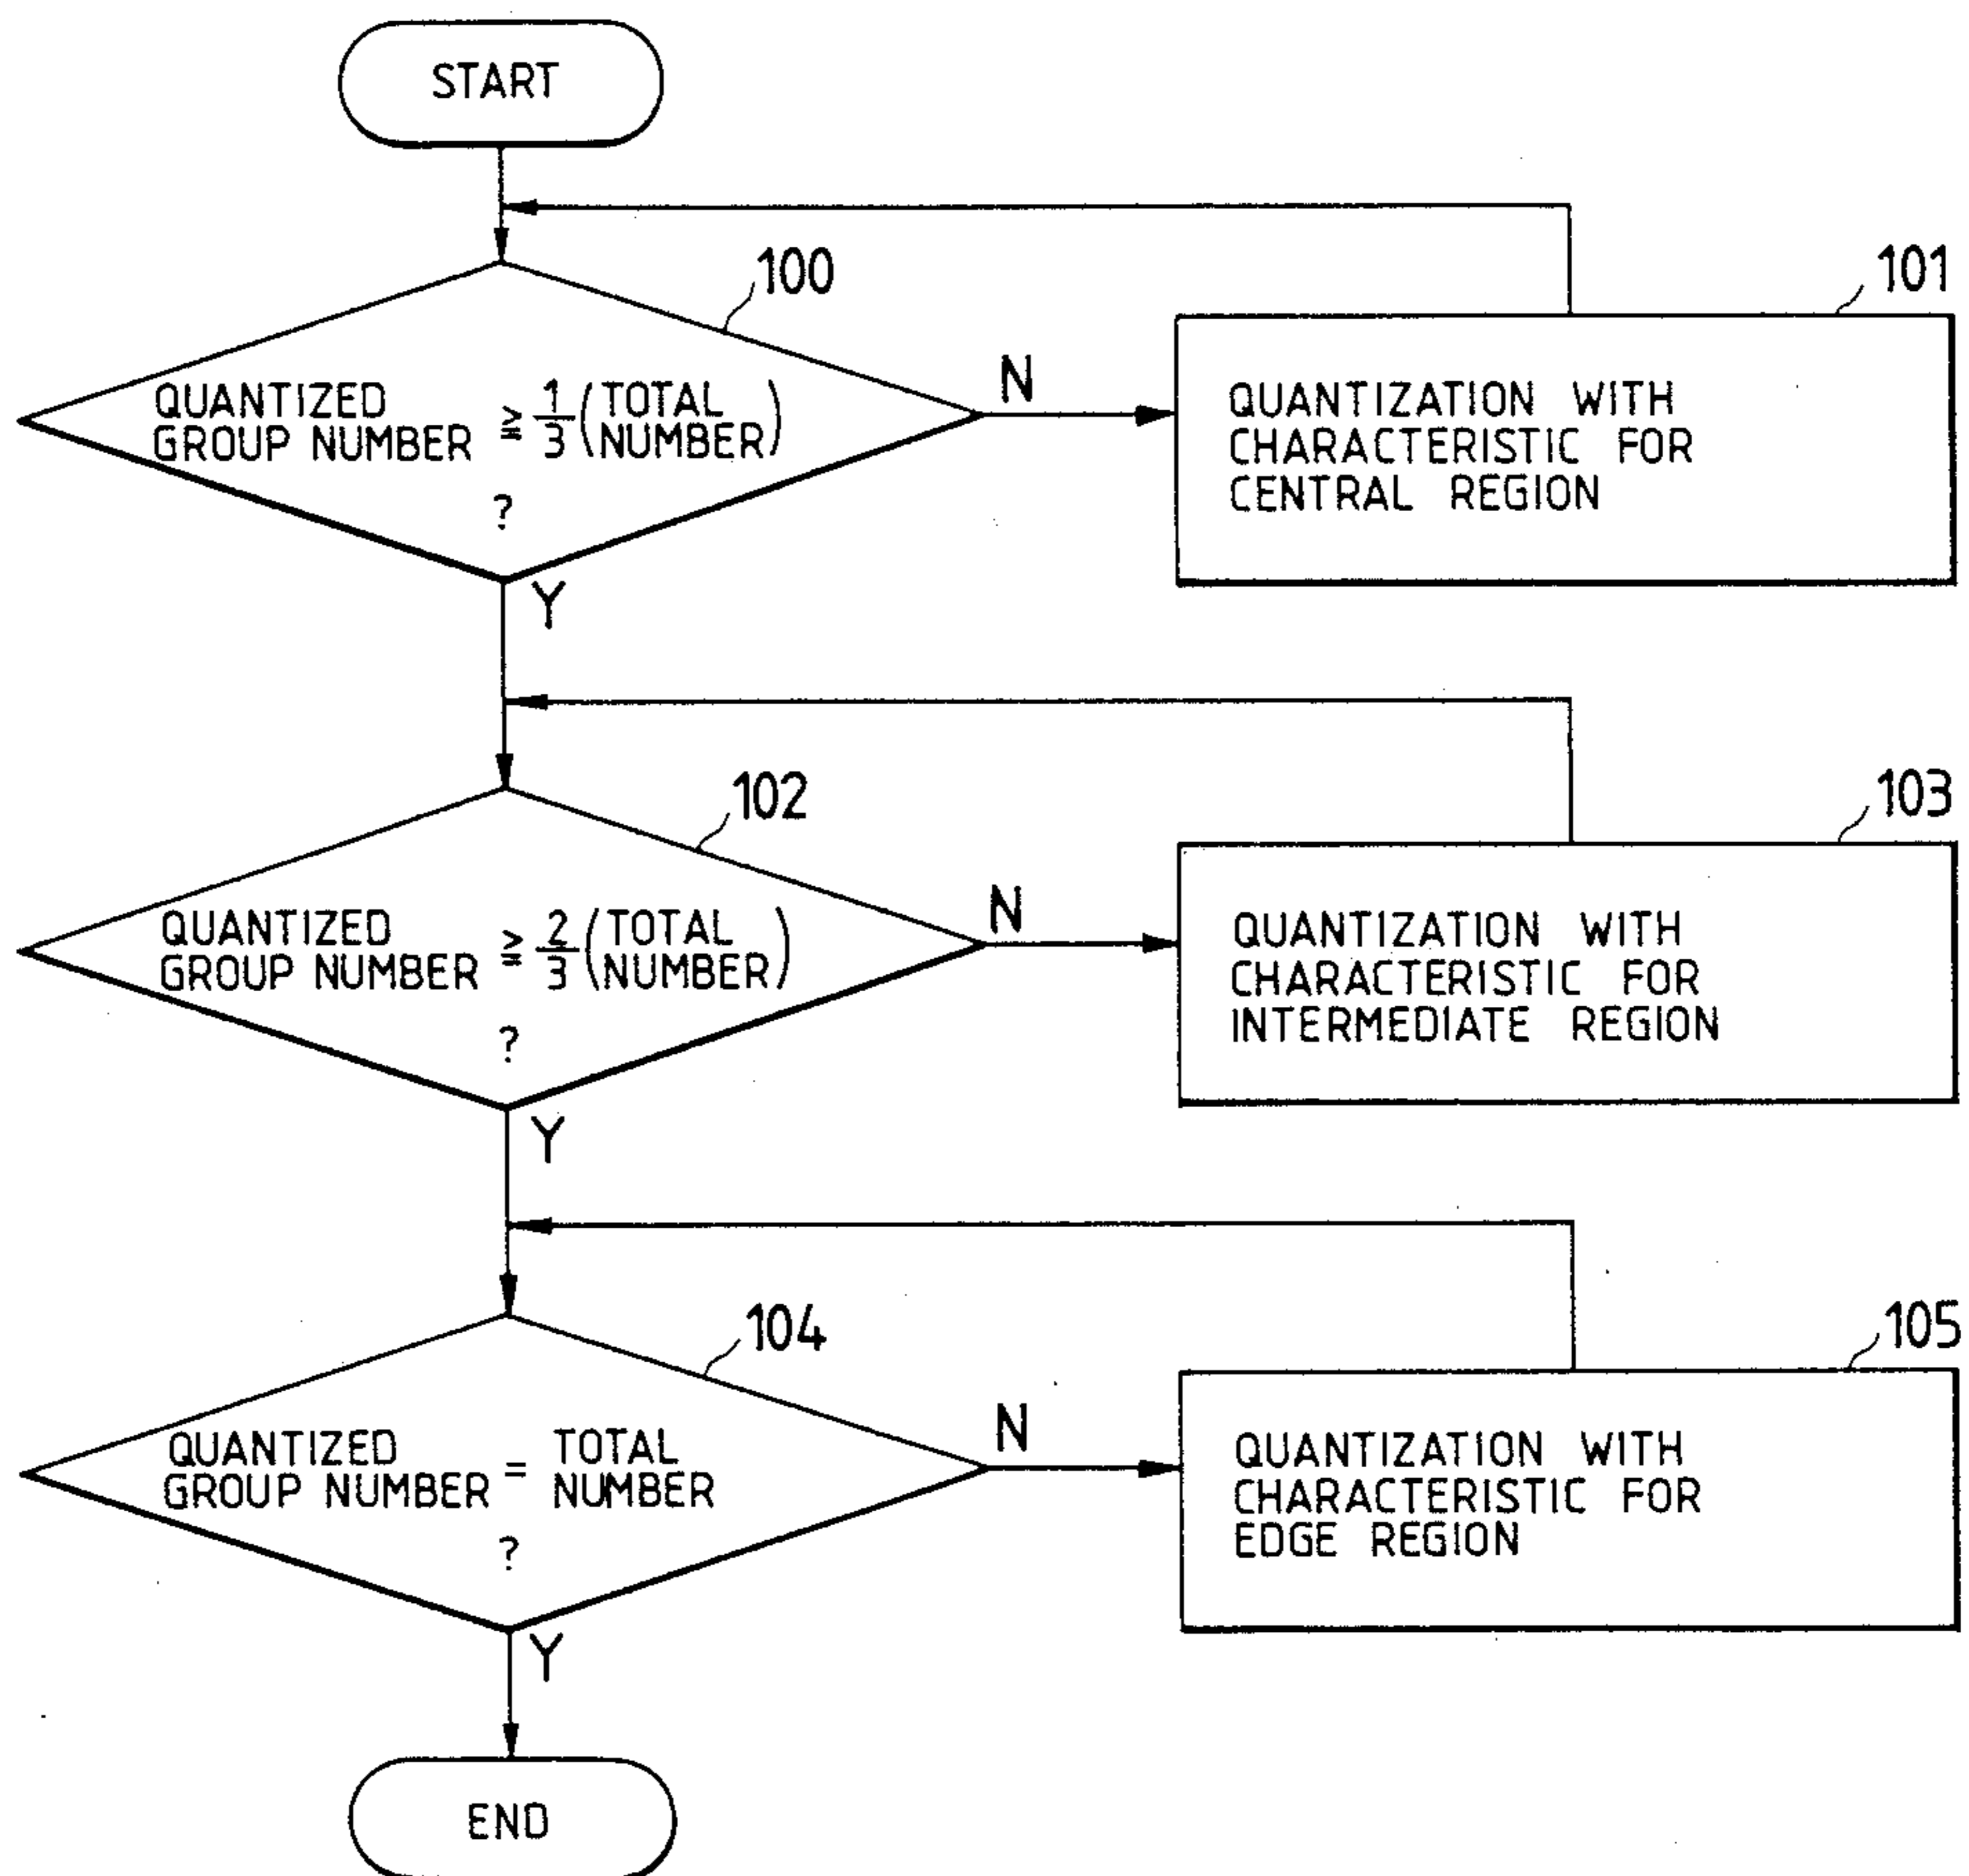 START
100
QUANTIZED
GROUP NUMBER ≧ 1/3 (TOTAL NUMBER)
?
N
Y
101
QUANTIZATION WITH
CHARACTERISTIC FOR
CENTRAL REGION
102
QUANTIZED
GROUP NUMBER ≧ 2/3 (TOTAL NUMBER)
?
N
Y
103
QUANTIZATION WITH
CHARACTERISTIC FOR
INTERMEDIATE REGION
104
QUANTIZED
GROUP NUMBER = TOTAL NUMBER
?
N
Y
105
QUANTIZATION WITH
CHARACTERISTIC FOR
EDGE REGION
END